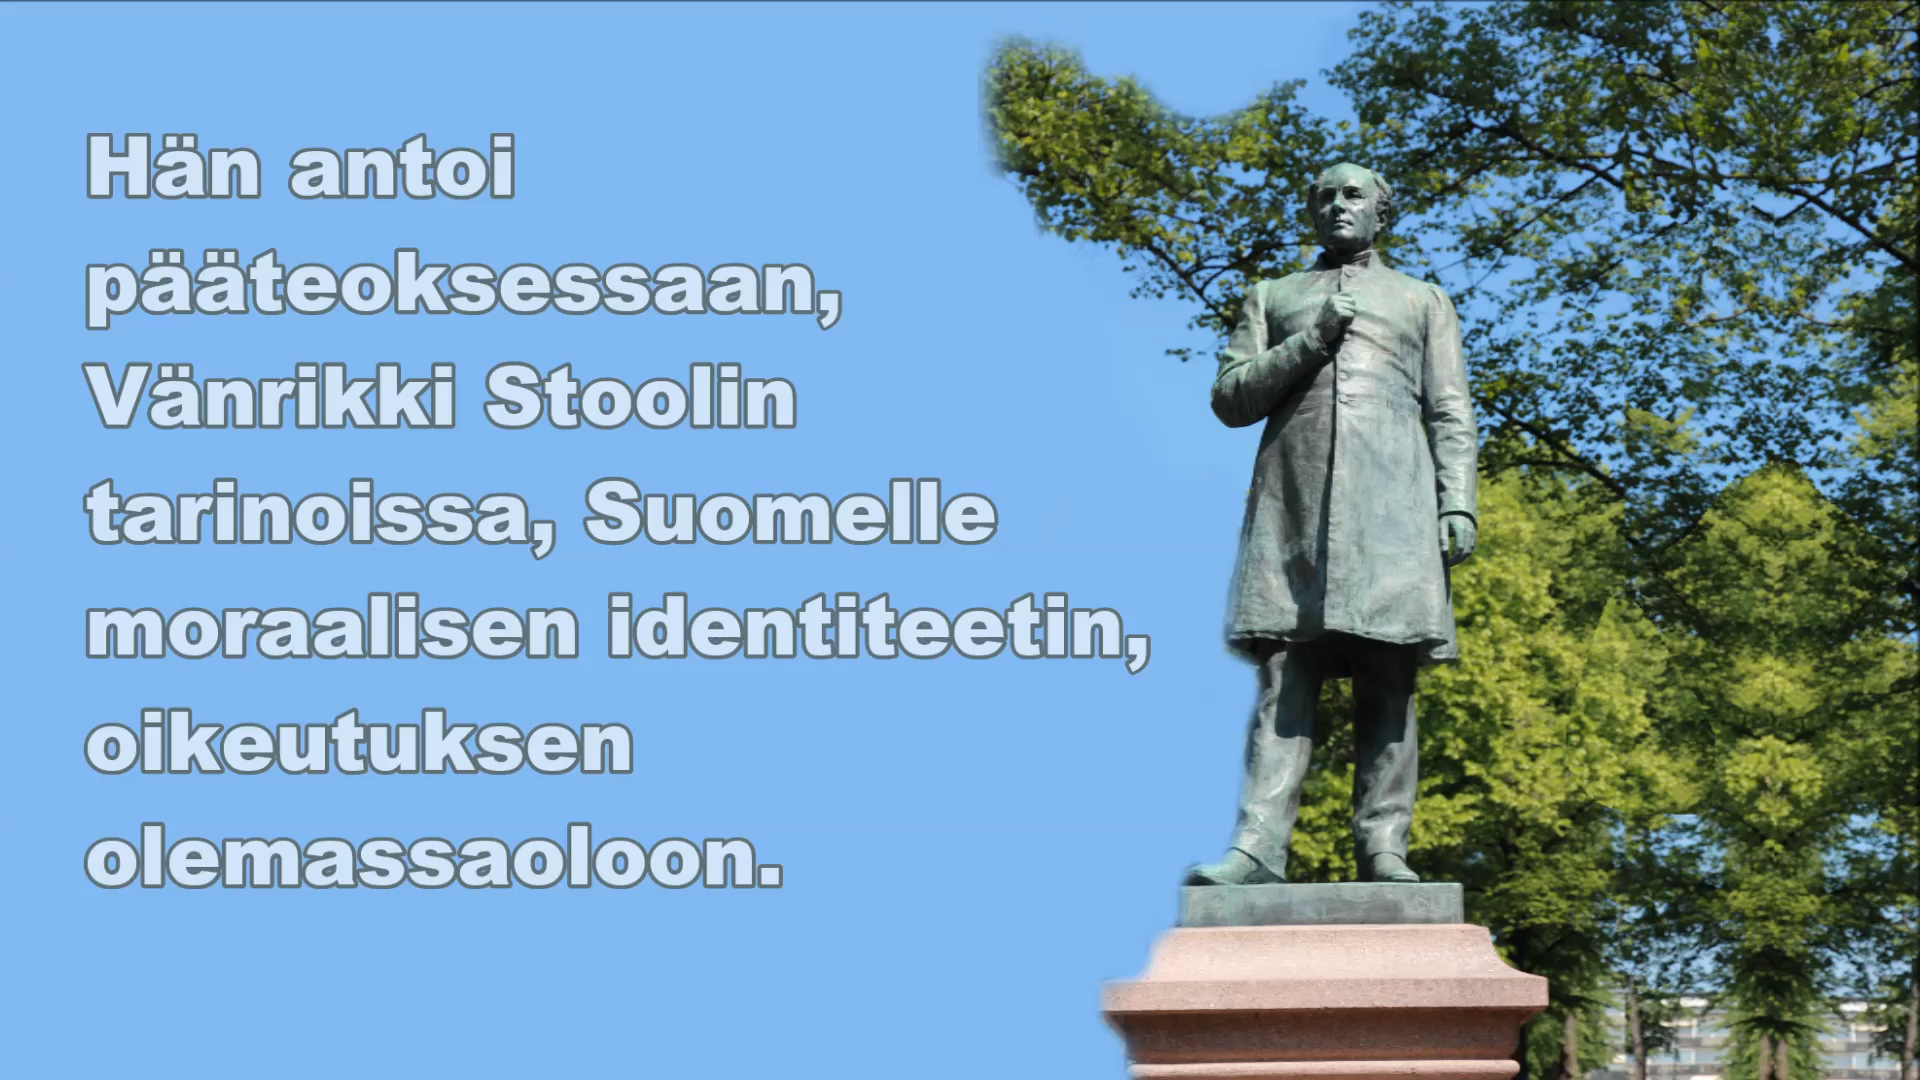 Hän antoi
pääteoksessaan,
Vänrikki Stoolin
tarinoissa, Suomelle
moraalisen identiteetin,
oikeutuksen
olemassaoloon.